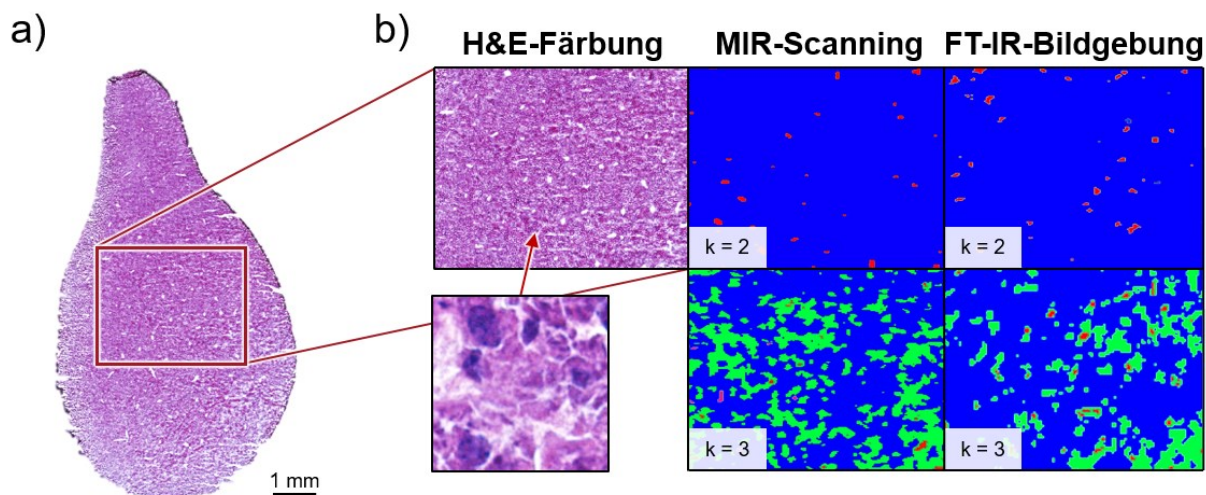 a)
b)
H&E-Färbung
MIR-Scanning
FT-IR-Bildgebung
k = 2
k = 2
k = 3
k = 3
1 mm